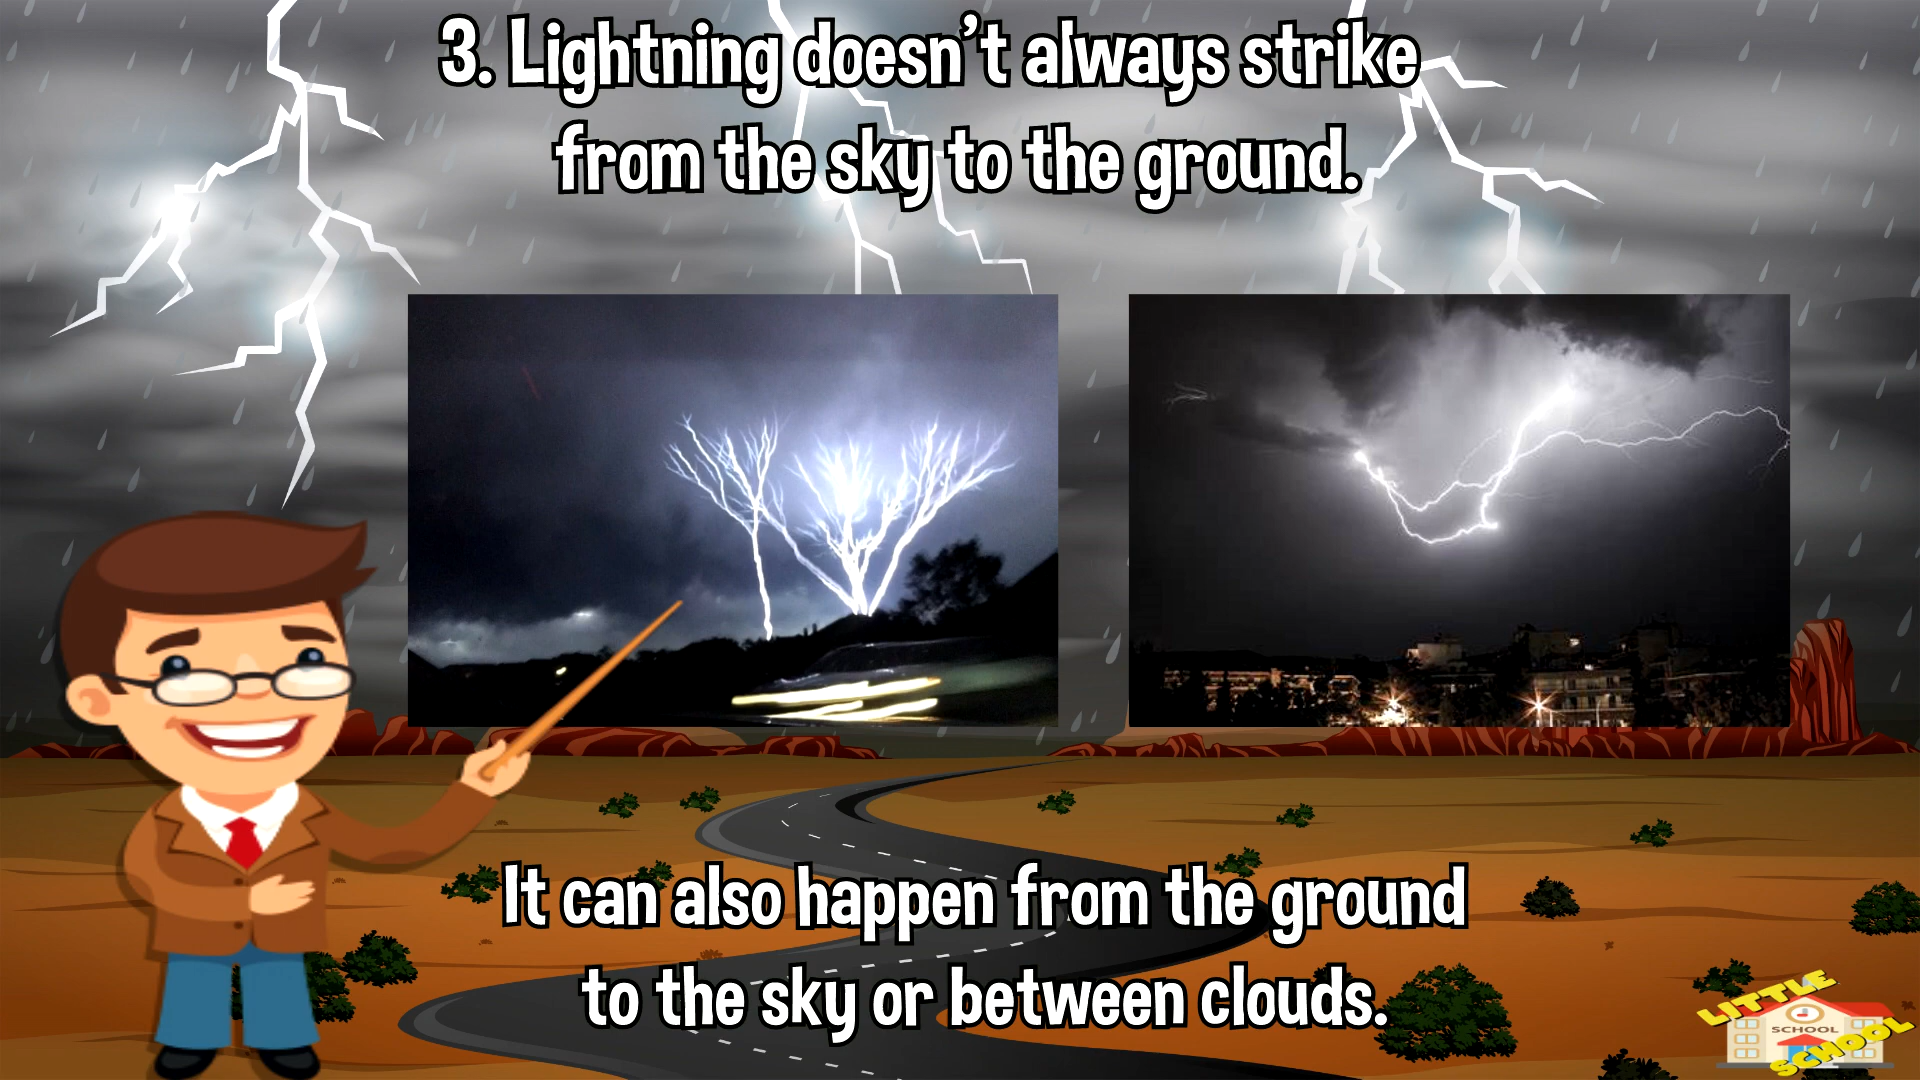 3. Lightning doesn't always strike
from the sky to the ground.
It can also happen from the ground
to the sky or between clouds.
LITTLE
SCHOOL
SCHOOL